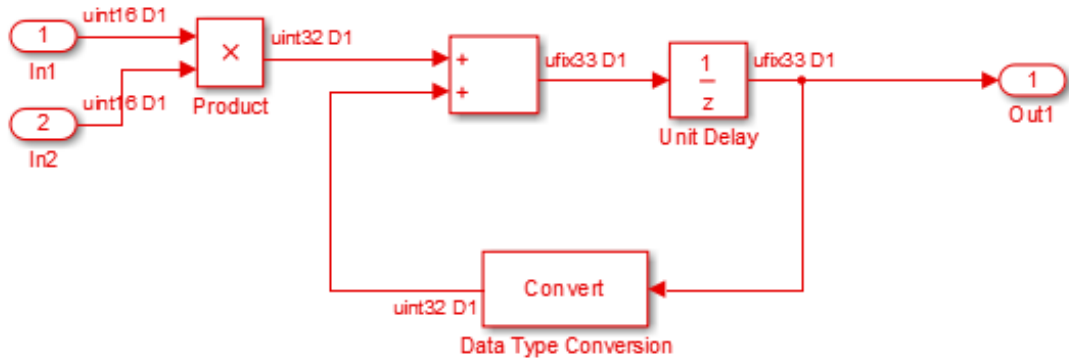 uint16 D1
1
In1
uint16 D1
2
In2
×
Product
uint32 D1
+
+
ufix33 D1
1
z
Unit Delay
ufix33 D1
1
Out1
Convert
uint32 D1
Data Type Conversion